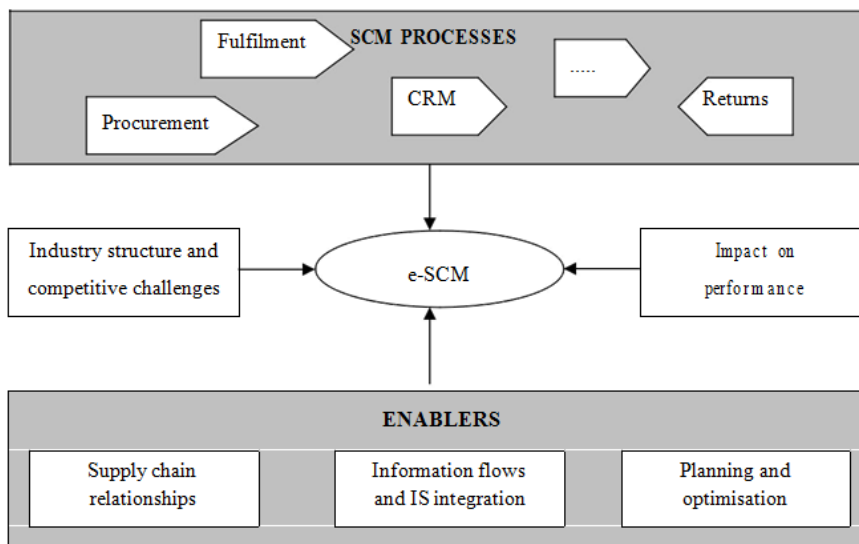 SCM PROCESSES
Fulfilment
.....
CRM
Returns
Procurement
Industry structure and
competitive challenges
e-SCM
Impact on
performance
ENABLERS
Supply chain
relationships
Information flows
and IS integration
Planning and
optimisation